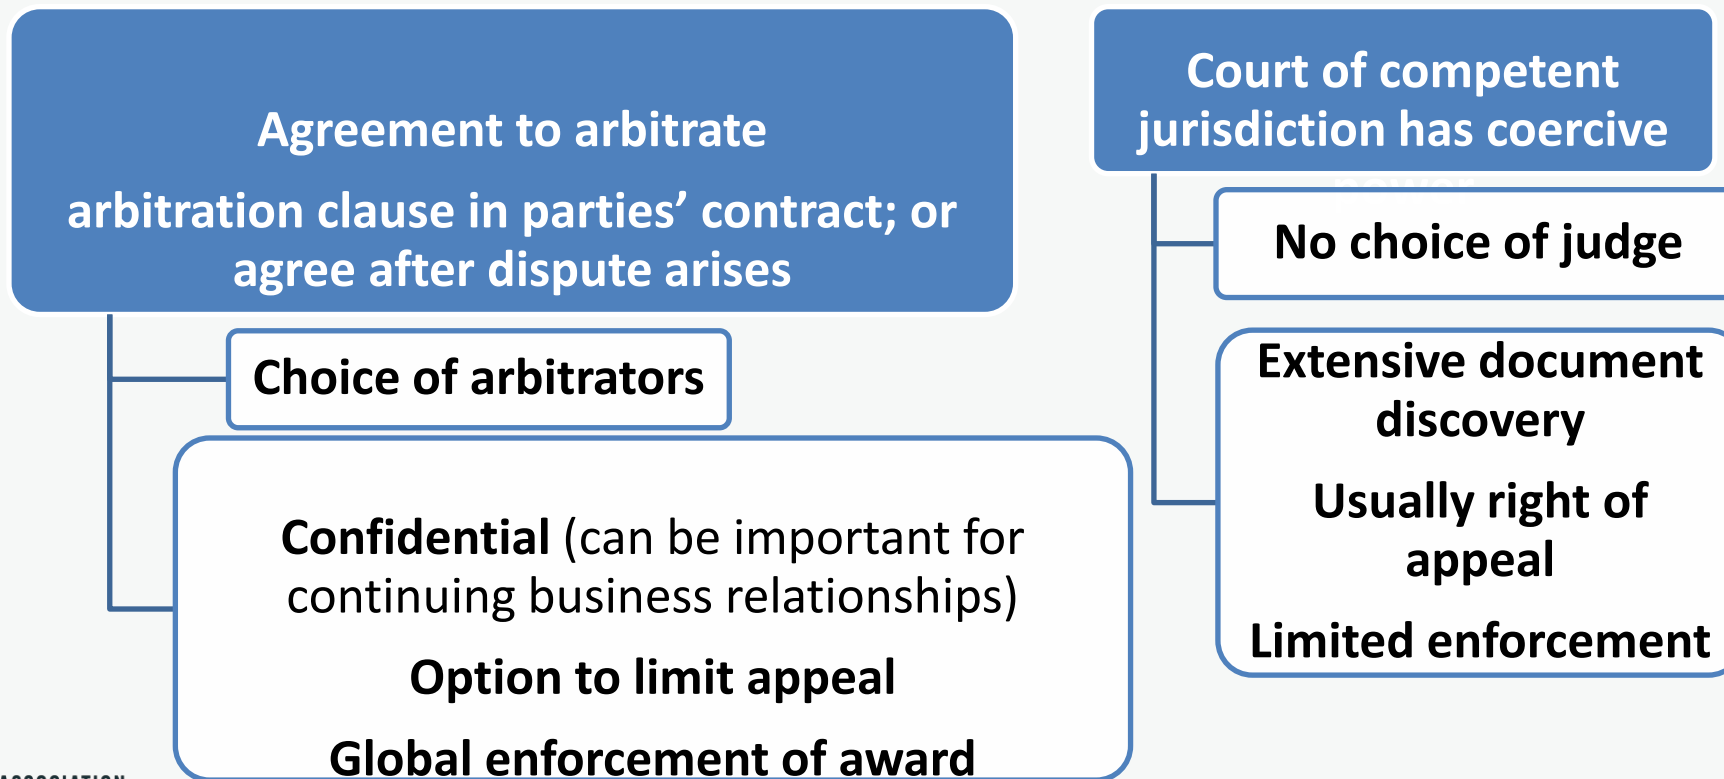 Agreement to arbitrate
arbitration clause in parties’ contract; or
agree after dispute arises
Choice of arbitrators
Confidential (can be important for
continuing business relationships)
Option to limit appeal
Global enforcement of award
Court of competent
jurisdiction has coercive
power
No choice of judge
Extensive document
discovery
Usually right of
appeal
Limited enforcement
ASSOCIATION